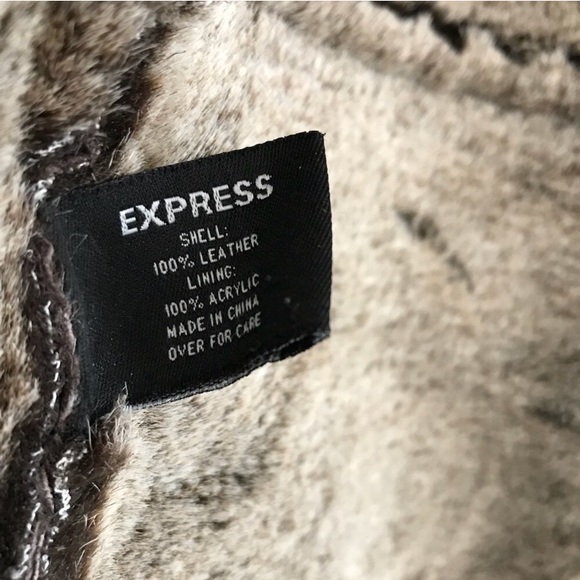 EXPRESS
SHELL:
100% LEATHER
LINING:
100% ACRYLIC
MADE IN CHINA
OVER FOR CARE